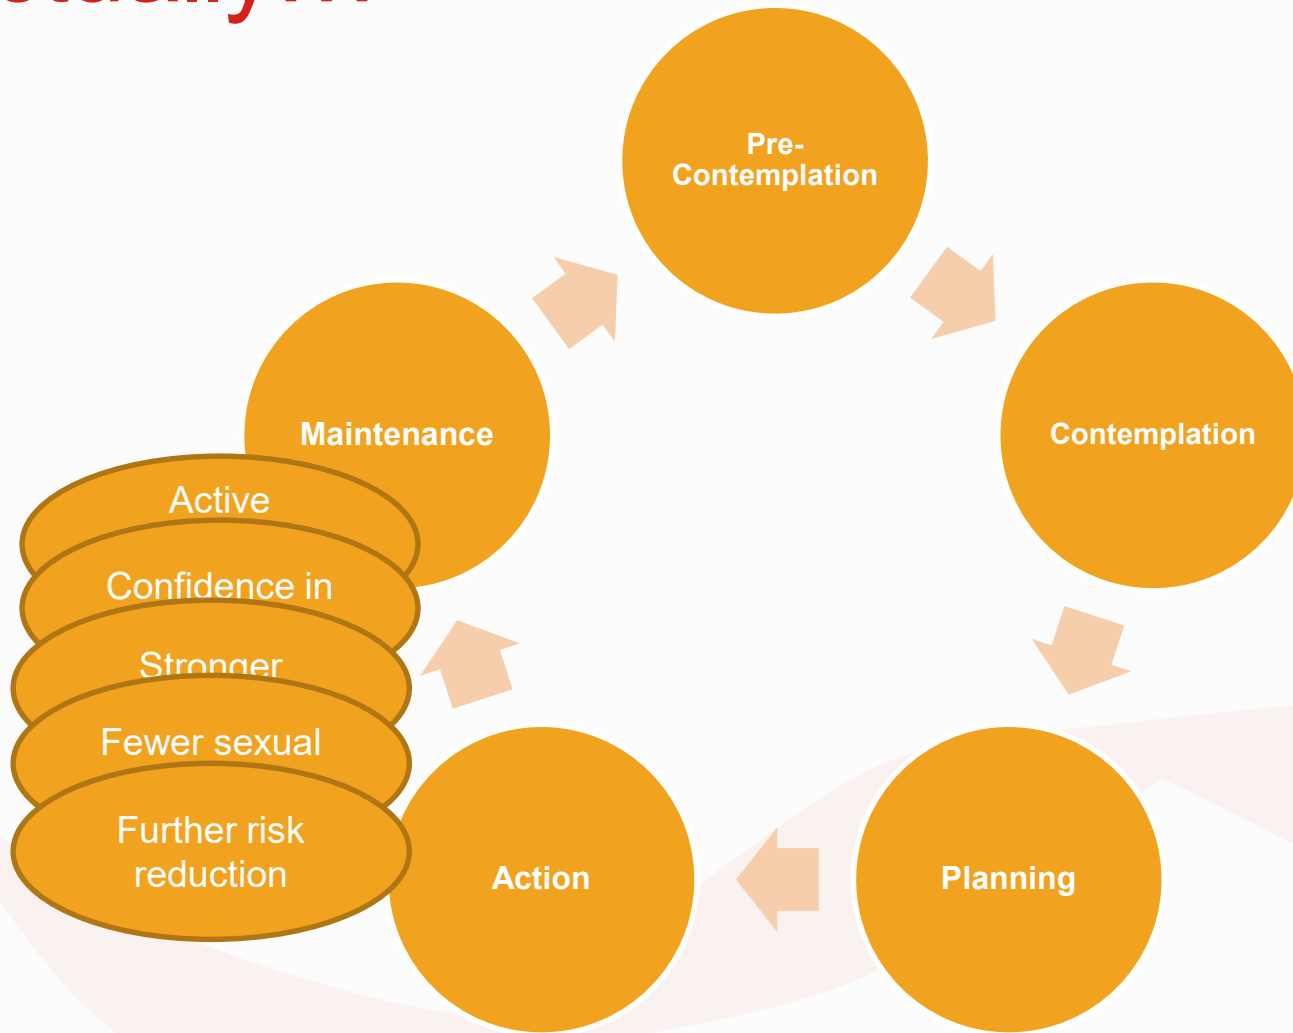 Pre-
Contemplation
Contemplation
Planning
Action
Maintenance
Active
Confidence in
Stronger
Fewer sexual
Further risk
reduction